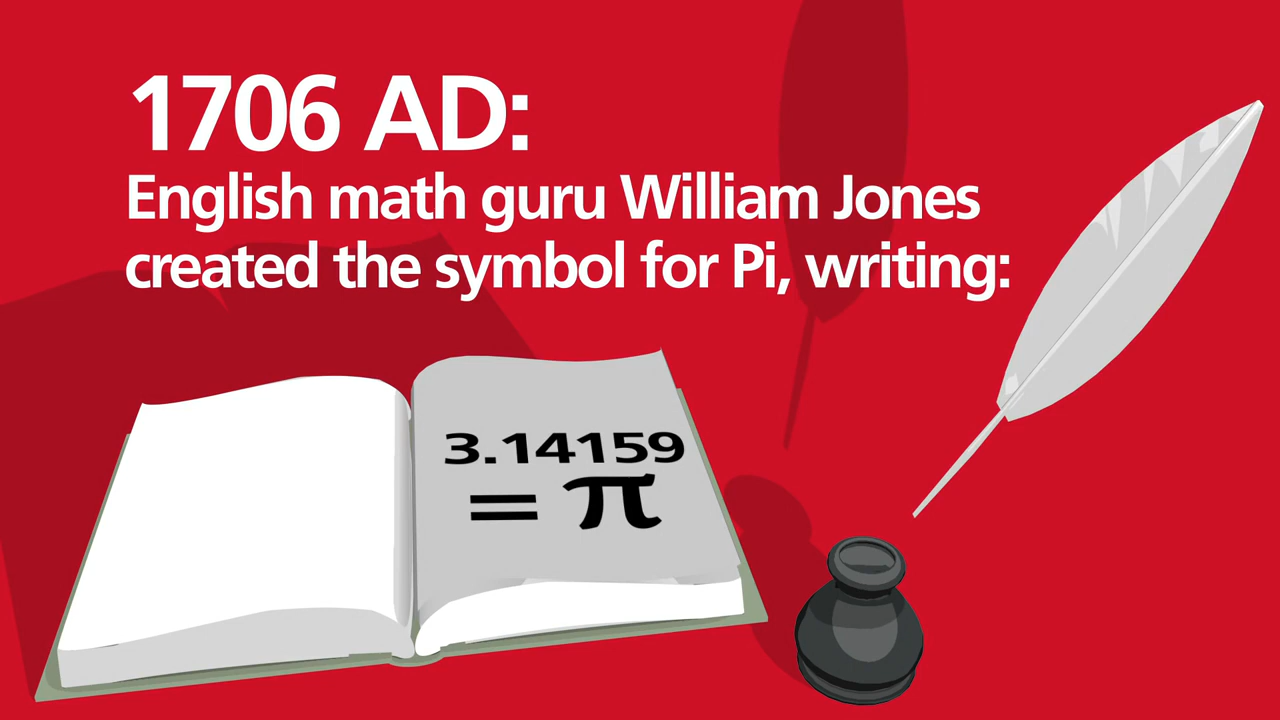 1706 AD:
English math guru William Jones
created the symbol for Pi, writing:
3.14159
= π